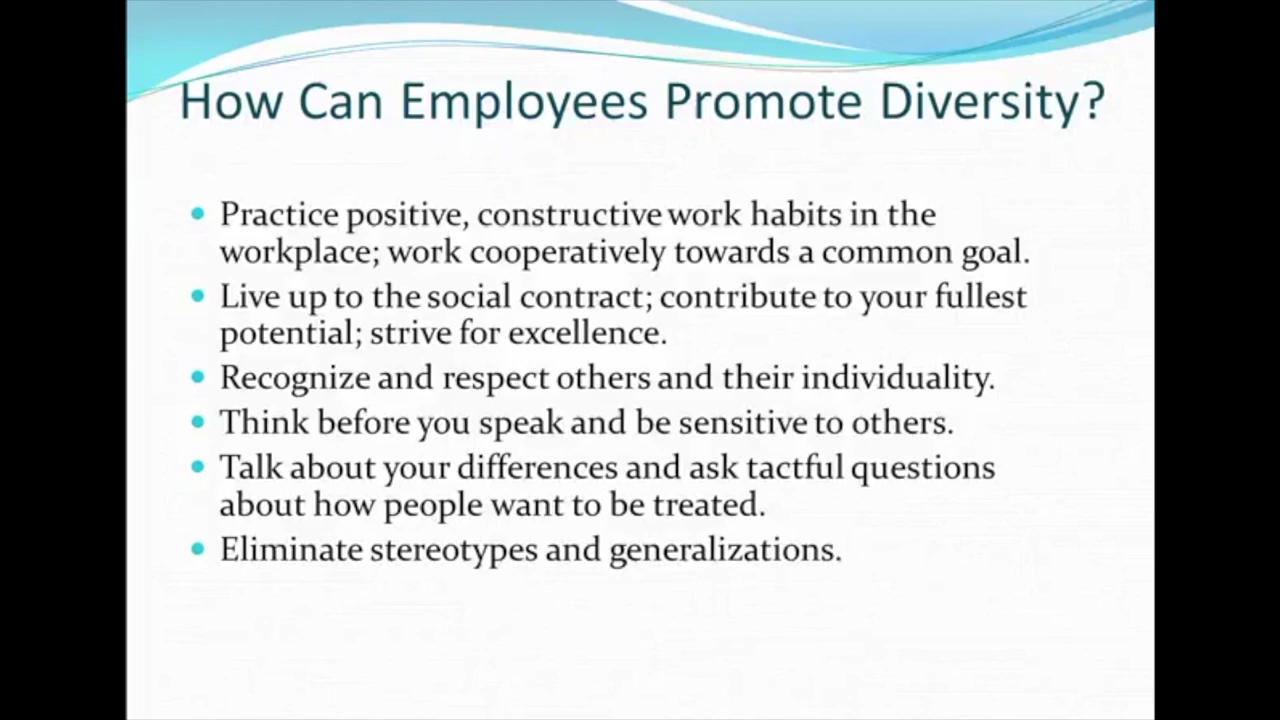 How Can Employees Promote Diversity?
• Practice positive, constructive work habits in the
workplace; work cooperatively towards a common goal.
• Live up to the social contract; contribute to your fullest
potential; strive for excellence.
• Recognize and respect others and their individuality.
• Think before you speak and be sensitive to others.
• Talk about your differences and ask tactful questions
about how people want to be treated.
• Eliminate stereotypes and generalizations.